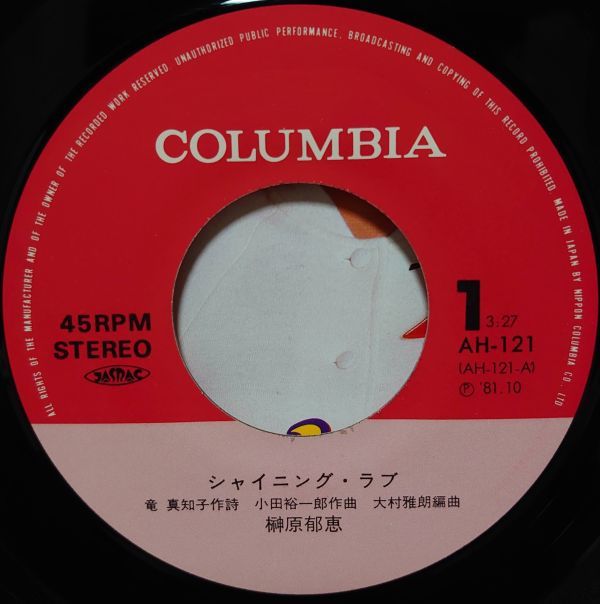 ALL RIGHTS OF THE MANUFACTURER AND OF THE OWNER OF THE RECORDED WORK RESERVED. UNAUTHORIZED PUBLIC PERFORMANCE, BROADCASTING AND COPYING OF THIS RECORD PROHIBITED. MADE IN JAPAN BY NIPPON COLUMBIA CO., LTD
COLUMBIA
45RPM
STEREO
JASRAC
1 3:27
AH-121
(AH-121-A)
Ⓟ '81.10
シャイニング・ラブ
竜 真知子作詩 小田裕一郎作曲 大村雅朗編曲
榊原郁恵